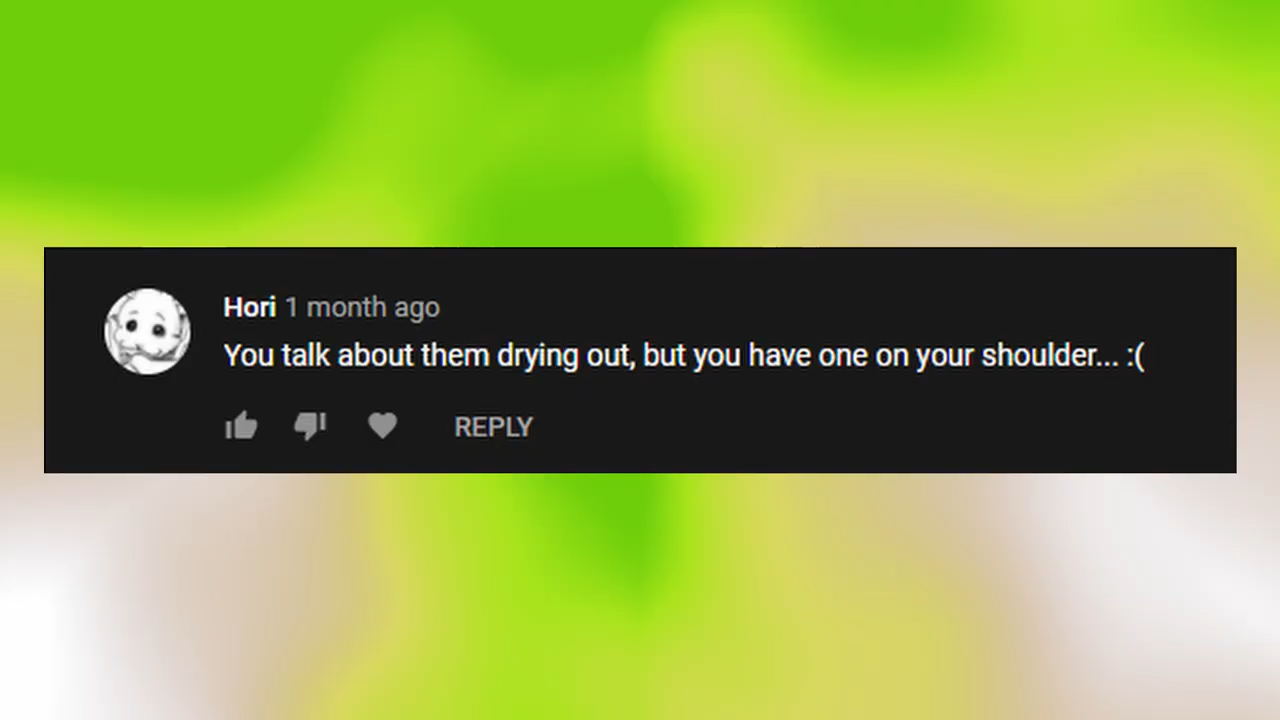 Hori 1 month ago
You talk about them drying out, but you have one on your shoulder... :(
REPLY